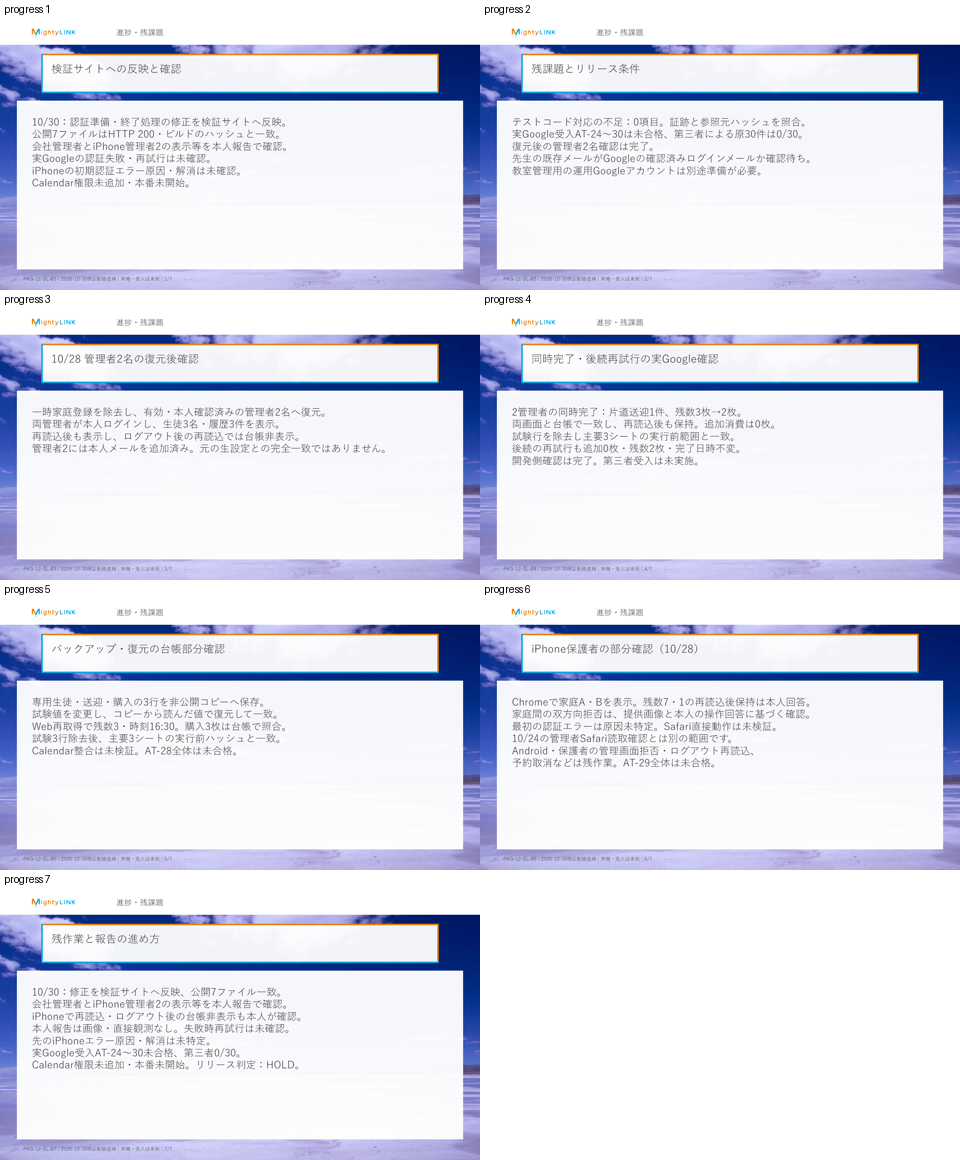 progress 1
MightyLINK
進捗・残課題
検証サイトへの反映と確認
10/30：認証準備・終了処理の修正を検証サイトへ反映。
公開7ファイルはHTTP 200・ビルドのハッシュと一致。
会社管理者とiPhone管理者2の表示等を本人報告で確認。
実Googleの認証失敗・再試行は未確認。
iPhoneの初期認証エラー原因・解消は未確認。
Calendar権限未追加・本番未開始。
progress 2
MightyLINK
進捗・残課題
残課題とリリース条件
テストコード対応の不足：0項目。証跡と参照元ハッシュを照合。
実Google受入AT-24〜30は未合格、第三者による原30件は0/30。
復元後の管理者2名確認は完了。
先生の既存メールがGoogleの確認済みログインメールか確認待ち。
教室管理用の運用Googleアカウントは別途準備が必要。
progress 3
MightyLINK
進捗・残課題
10/28 管理者2名の復元後確認
一時家庭登録を除去し、有効・本人確認済みの管理者2名へ復元。
両管理者が本人ログインし、生徒3名・履歴3件を表示。
再読込後も表示し、ログアウト後の再読込では台帳非表示。
管理者2には本人メールを追加済み。元の生設定との完全一致ではありません。
progress 4
MightyLINK
進捗・残課題
同時完了・後続再試行の実Google確認
2管理者の同時完了：片道送迎1件、残数3枚→2枚。
両画面と台帳で一致し、再読込後も保持。追加消費は0枚。
試験行を除去し主要3シートの実行前範囲と一致。
後続の再試行も追加0枚・残数2枚・完了日時不変。
開発側確認は完了。第三者受入は未実施。
progress 5
MightyLINK
進捗・残課題
バックアップ・復元の台帳部分確認
専用生徒・送迎・購入の3行を非公開コピーへ保存。
試験値を変更し、コピーから読んだ値で復元して一致。
Web再取得で残数3・時刻16:30。購入3枚は台帳で照合。
試験3行除去後、主要3シートの実行前ハッシュと一致。
Calendar整合は未検証。AT-28全体は未合格。
progress 6
MightyLINK
進捗・残課題
iPhone保護者の部分確認（10/28）
Chromeで家庭A・Bを表示。残数7・1の再読込後保持は本人回答。
家庭間の双方向拒否は、提供画像と本人の操作回答に基づく確認。
最初の認証エラーは原因未特定。Safari直接動作は未検証。
10/24の管理者Safari読取確認とは別の範囲です。
Android・保護者の管理画面拒否・ログアウト再読込、
予約取消などは残作業。AT-29全体は未合格。
progress 7
MightyLINK
進捗・残課題
残作業と報告の進め方
10/30：修正を検証サイトへ反映、公開7ファイル一致。
会社管理者とiPhone管理者2の表示等を本人報告で確認。
iPhoneで再読込・ログアウト後の台帳非表示も本人が確認。
本人報告は画像・直接観測なし。失敗時再試行は未確認。
先のiPhoneエラー原因・解消は未特定。
実Google受入AT-24〜30未合格、第三者0/30。
Calendar権限未追加・本番未開始。リリース判定：HOLD。